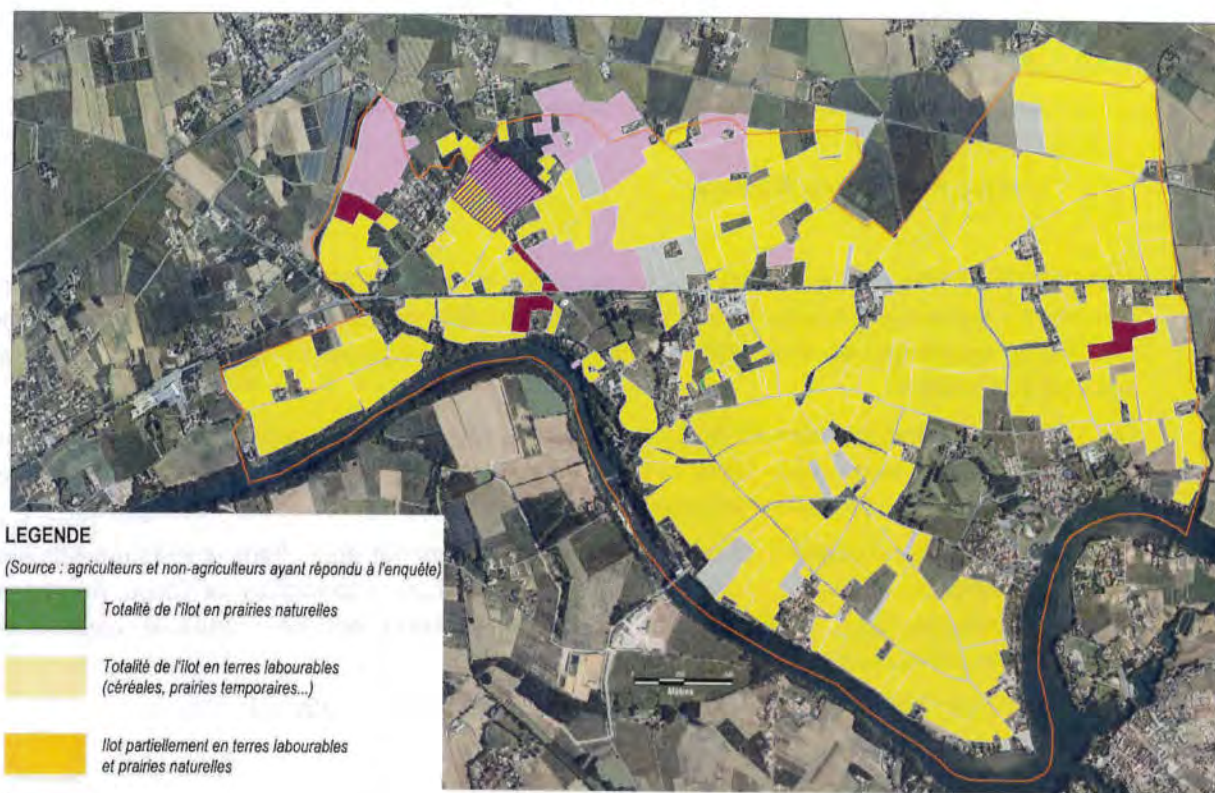 LEGENDE
(Source : agriculteurs et non-agriculteurs ayant répondu à l'enquête)
Totalité de l'îlot en prairies naturelles
Totalité de l'îlot en terres labourables
(céréales, prairies temporaires...)
Ilot partiellement en terres labourables
et prairies naturelles
Mètres